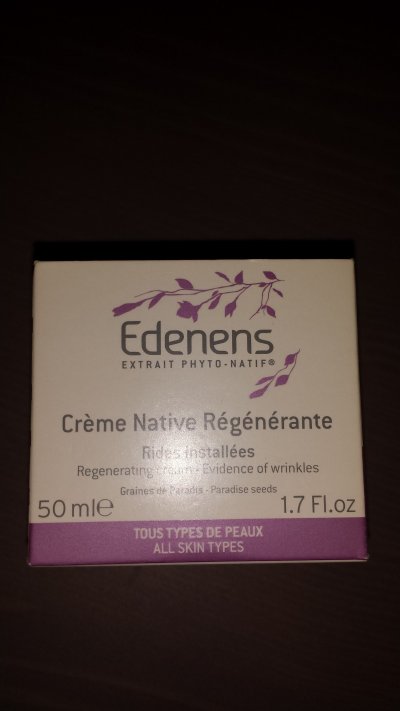 Edenens
EXTRAIT PHYTO-NATIF®
Crème Native Régénérante
Rides Installées
Regenerating cream - Evidence of wrinkles
Graines de Paradis - Paradise seeds
50 ml℮ 1.7 Fl.oz
TOUS TYPES DE PEAUX
ALL SKIN TYPES